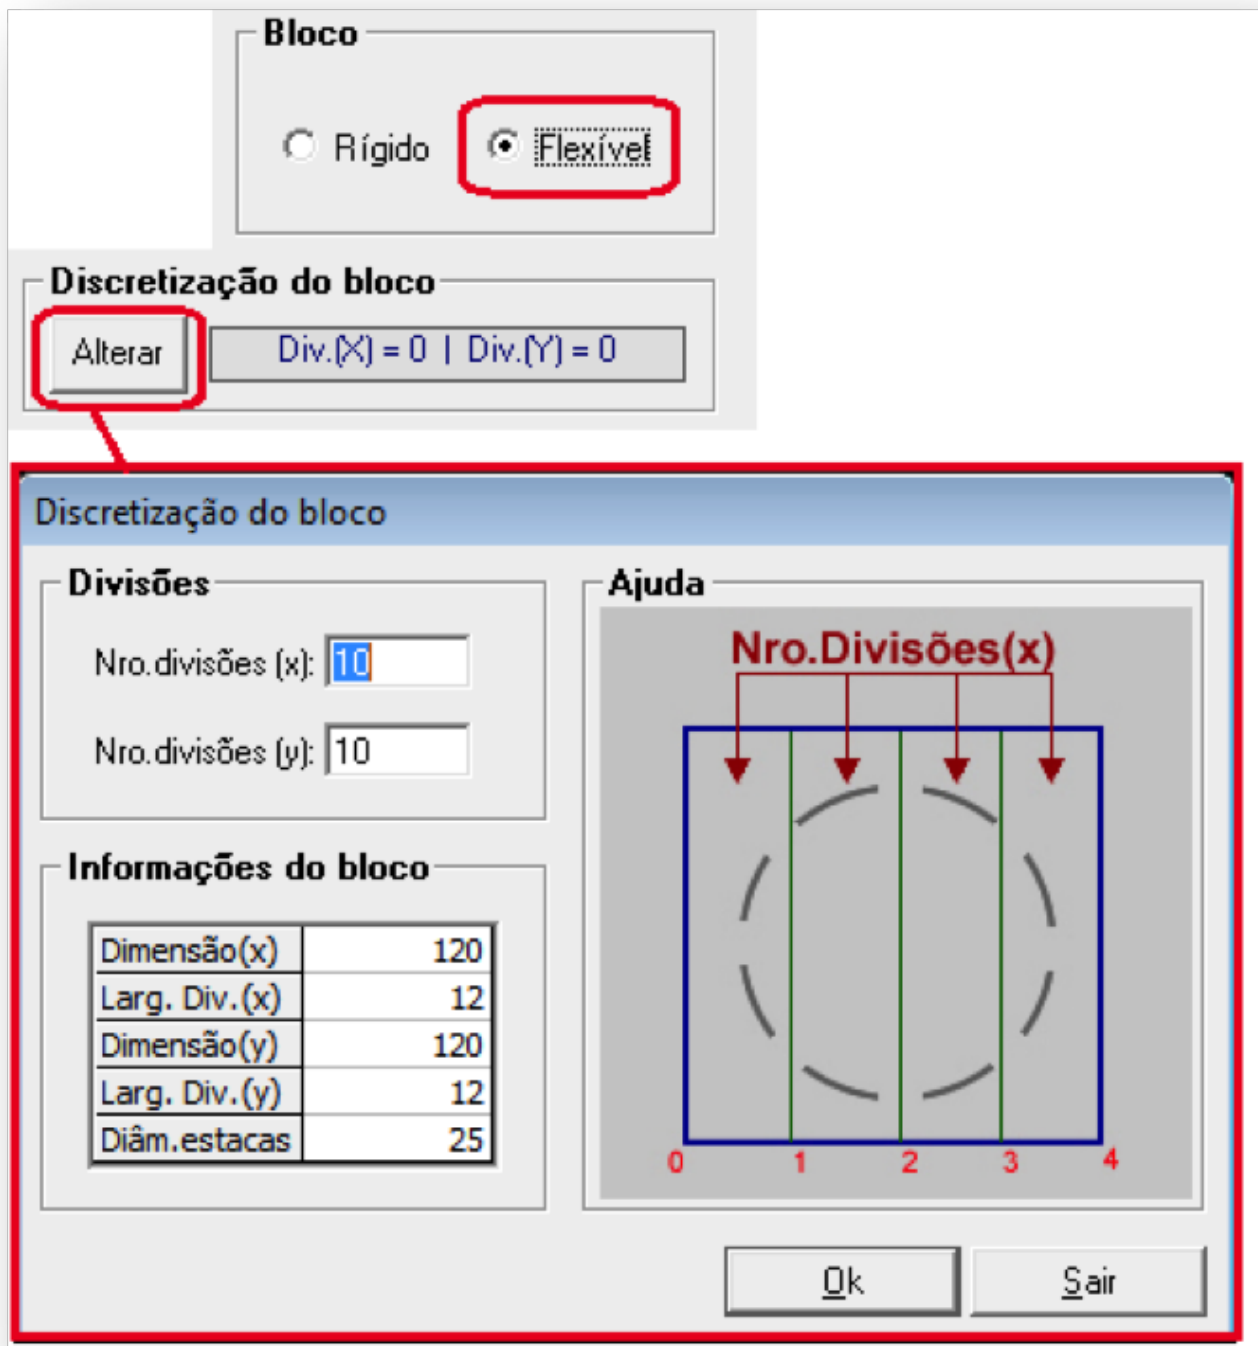 Bloco
Rígido
Flexível
Discretização do bloco
Alterar
Div.(X) = 0 | Div.(Y) = 0
Discretização do bloco
Divisões
Nro.divisões (x): 10
Nro.divisões (y): 10
Informações do bloco
Dimensão(x) 120
Larg. Div.(x) 12
Dimensão(y) 120
Larg. Div.(y) 12
Diâm.estacas 25
Ajuda
Nro.Divisões(x)
0 1 2 3 4
Ok
Sair